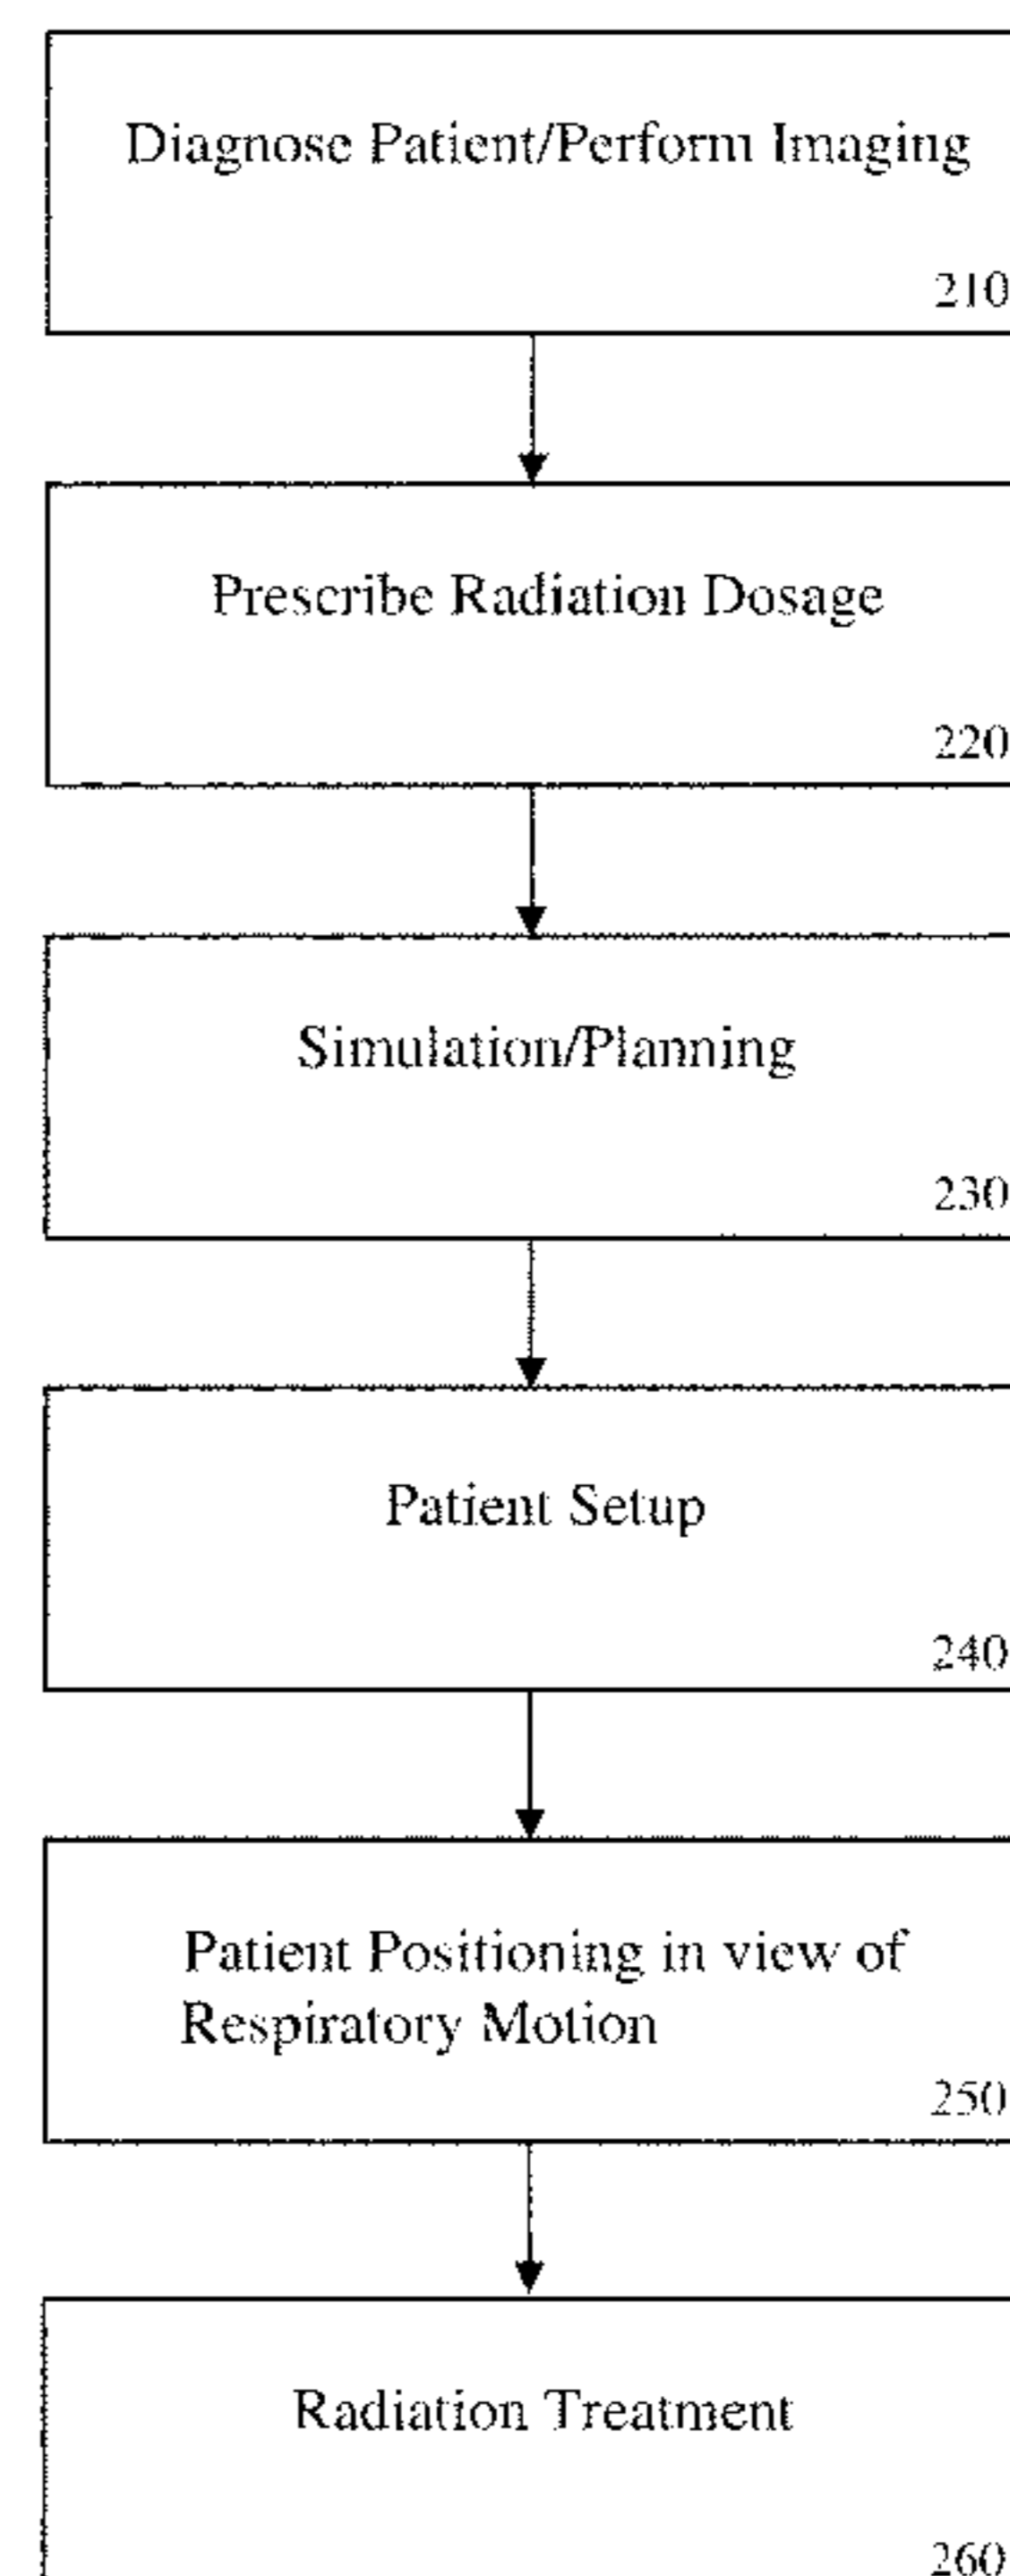 Diagnose Patient/Perform Imaging
210
Prescribe Radiation Dosage
220
Simulation/Planning
230
Patient Setup
240
Patient Positioning in view of
Respiratory Motion
250
Radiation Treatment
260